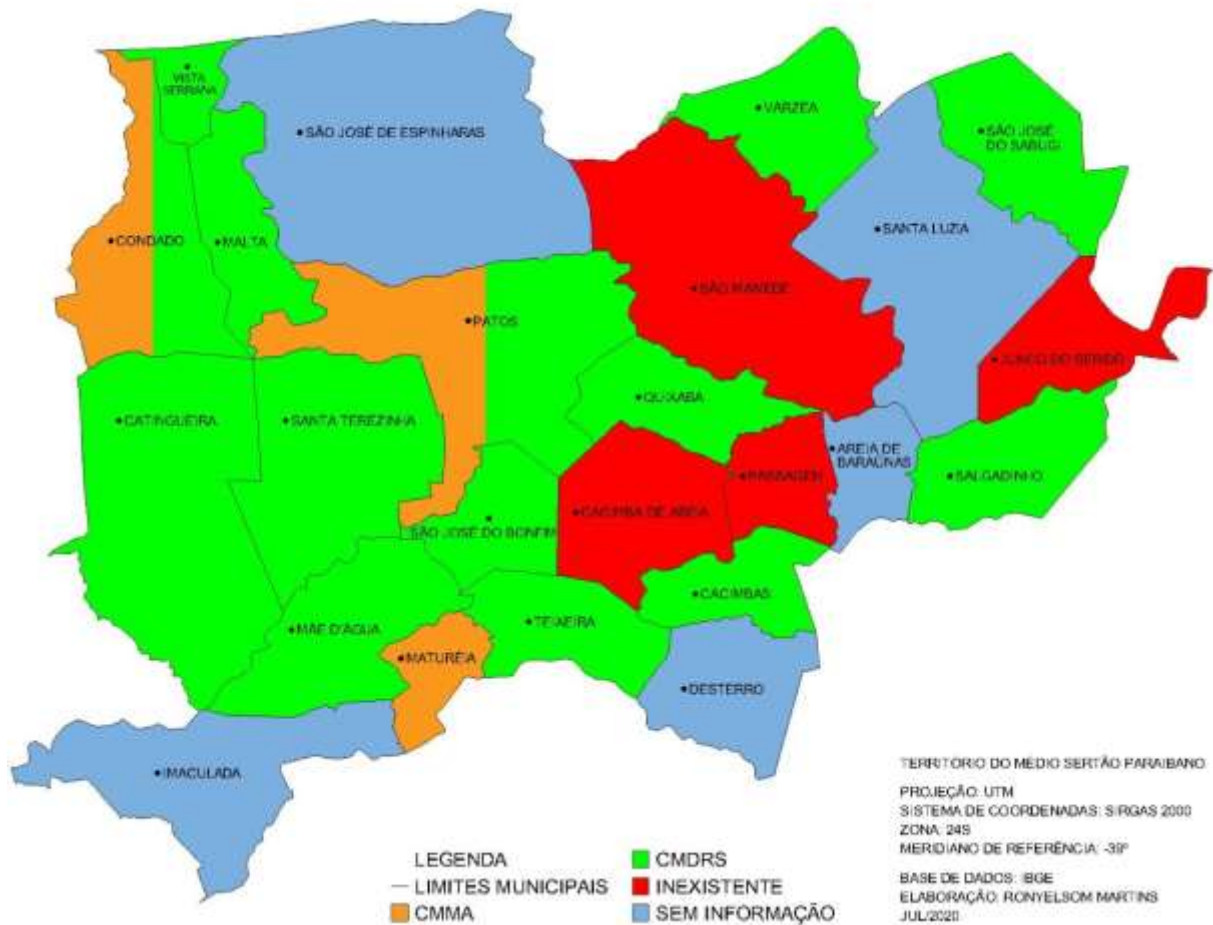 VISTA
SERRANA
SÃO JOSÉ DE ESPINHARAS
VARZEA
SÃO JOSÉ
DO SABUGI
CONDADO
MALTA
SANTA LUZIA
SÃO MAMEDE
PATOS
JUNCO DO SERIDÓ
QUIXABA
CATINGUEIRA
SANTA TEREZINHA
AREIA DE
BARAUNAS
PASSAGEM
SALGADINHO
CACIMBA DE AREIA
SÃO JOSÉ DO BONFIM
CACIMBAS
TEIXEIRA
MÃE D'ÁGUA
MATURÉIA
DESTERRO
IMACULADA
TERRITÓRIO DO MÉDIO SERTÃO PARAIBANO
PROJEÇÃO: UTM
SISTEMA DE COORDENADAS: SIRGAS 2000
ZONA: 24S
MERIDIANO DE REFERÊNCIA: -39º
BASE DE DADOS: IBGE
ELABORAÇÃO: RONYELSOM MARTINS
JUL/2020
LEGENDA
LIMITES MUNICIPAIS
CMMA
CMDRS
INEXISTENTE
SEM INFORMAÇÃO